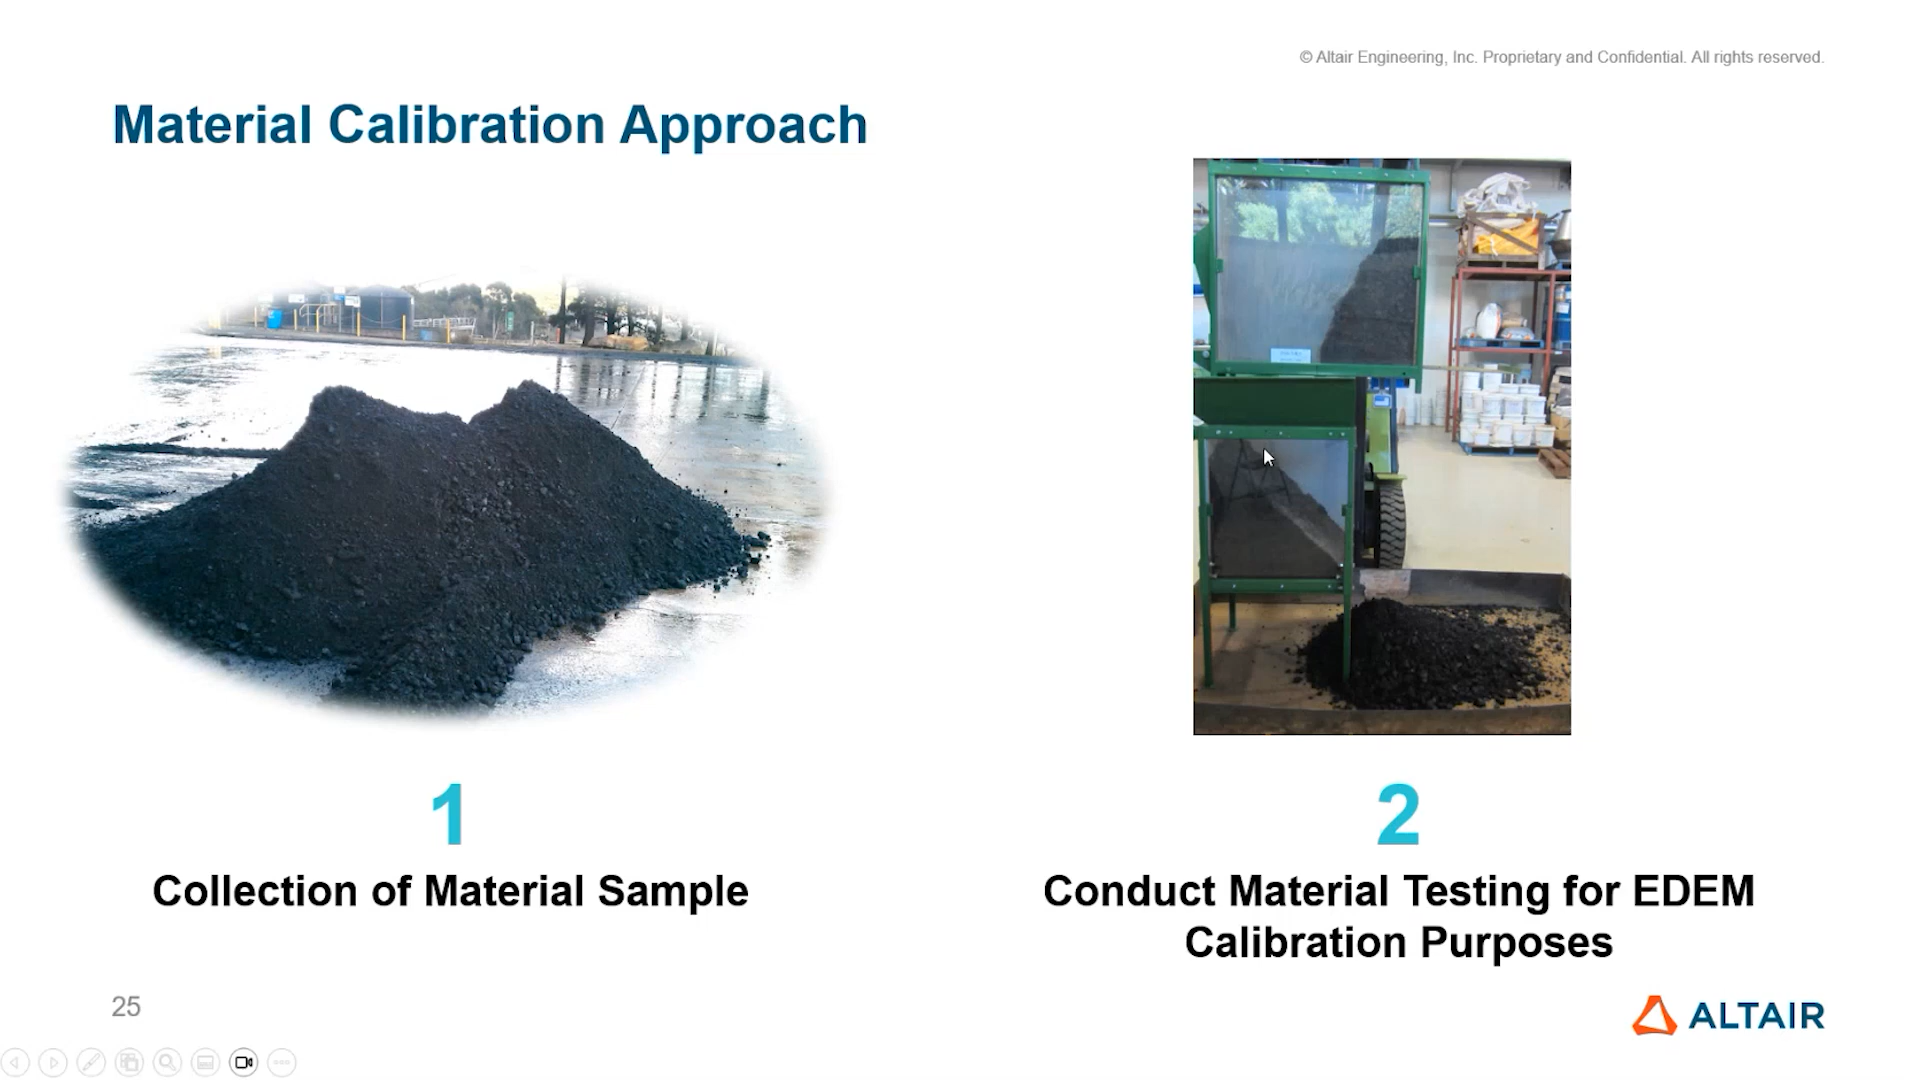 © Altair Engineering, Inc. Proprietary and Confidential. All rights reserved.
Material Calibration Approach
1
Collection of Material Sample
2
Conduct Material Testing for EDEM
Calibration Purposes
25
ALTAIR